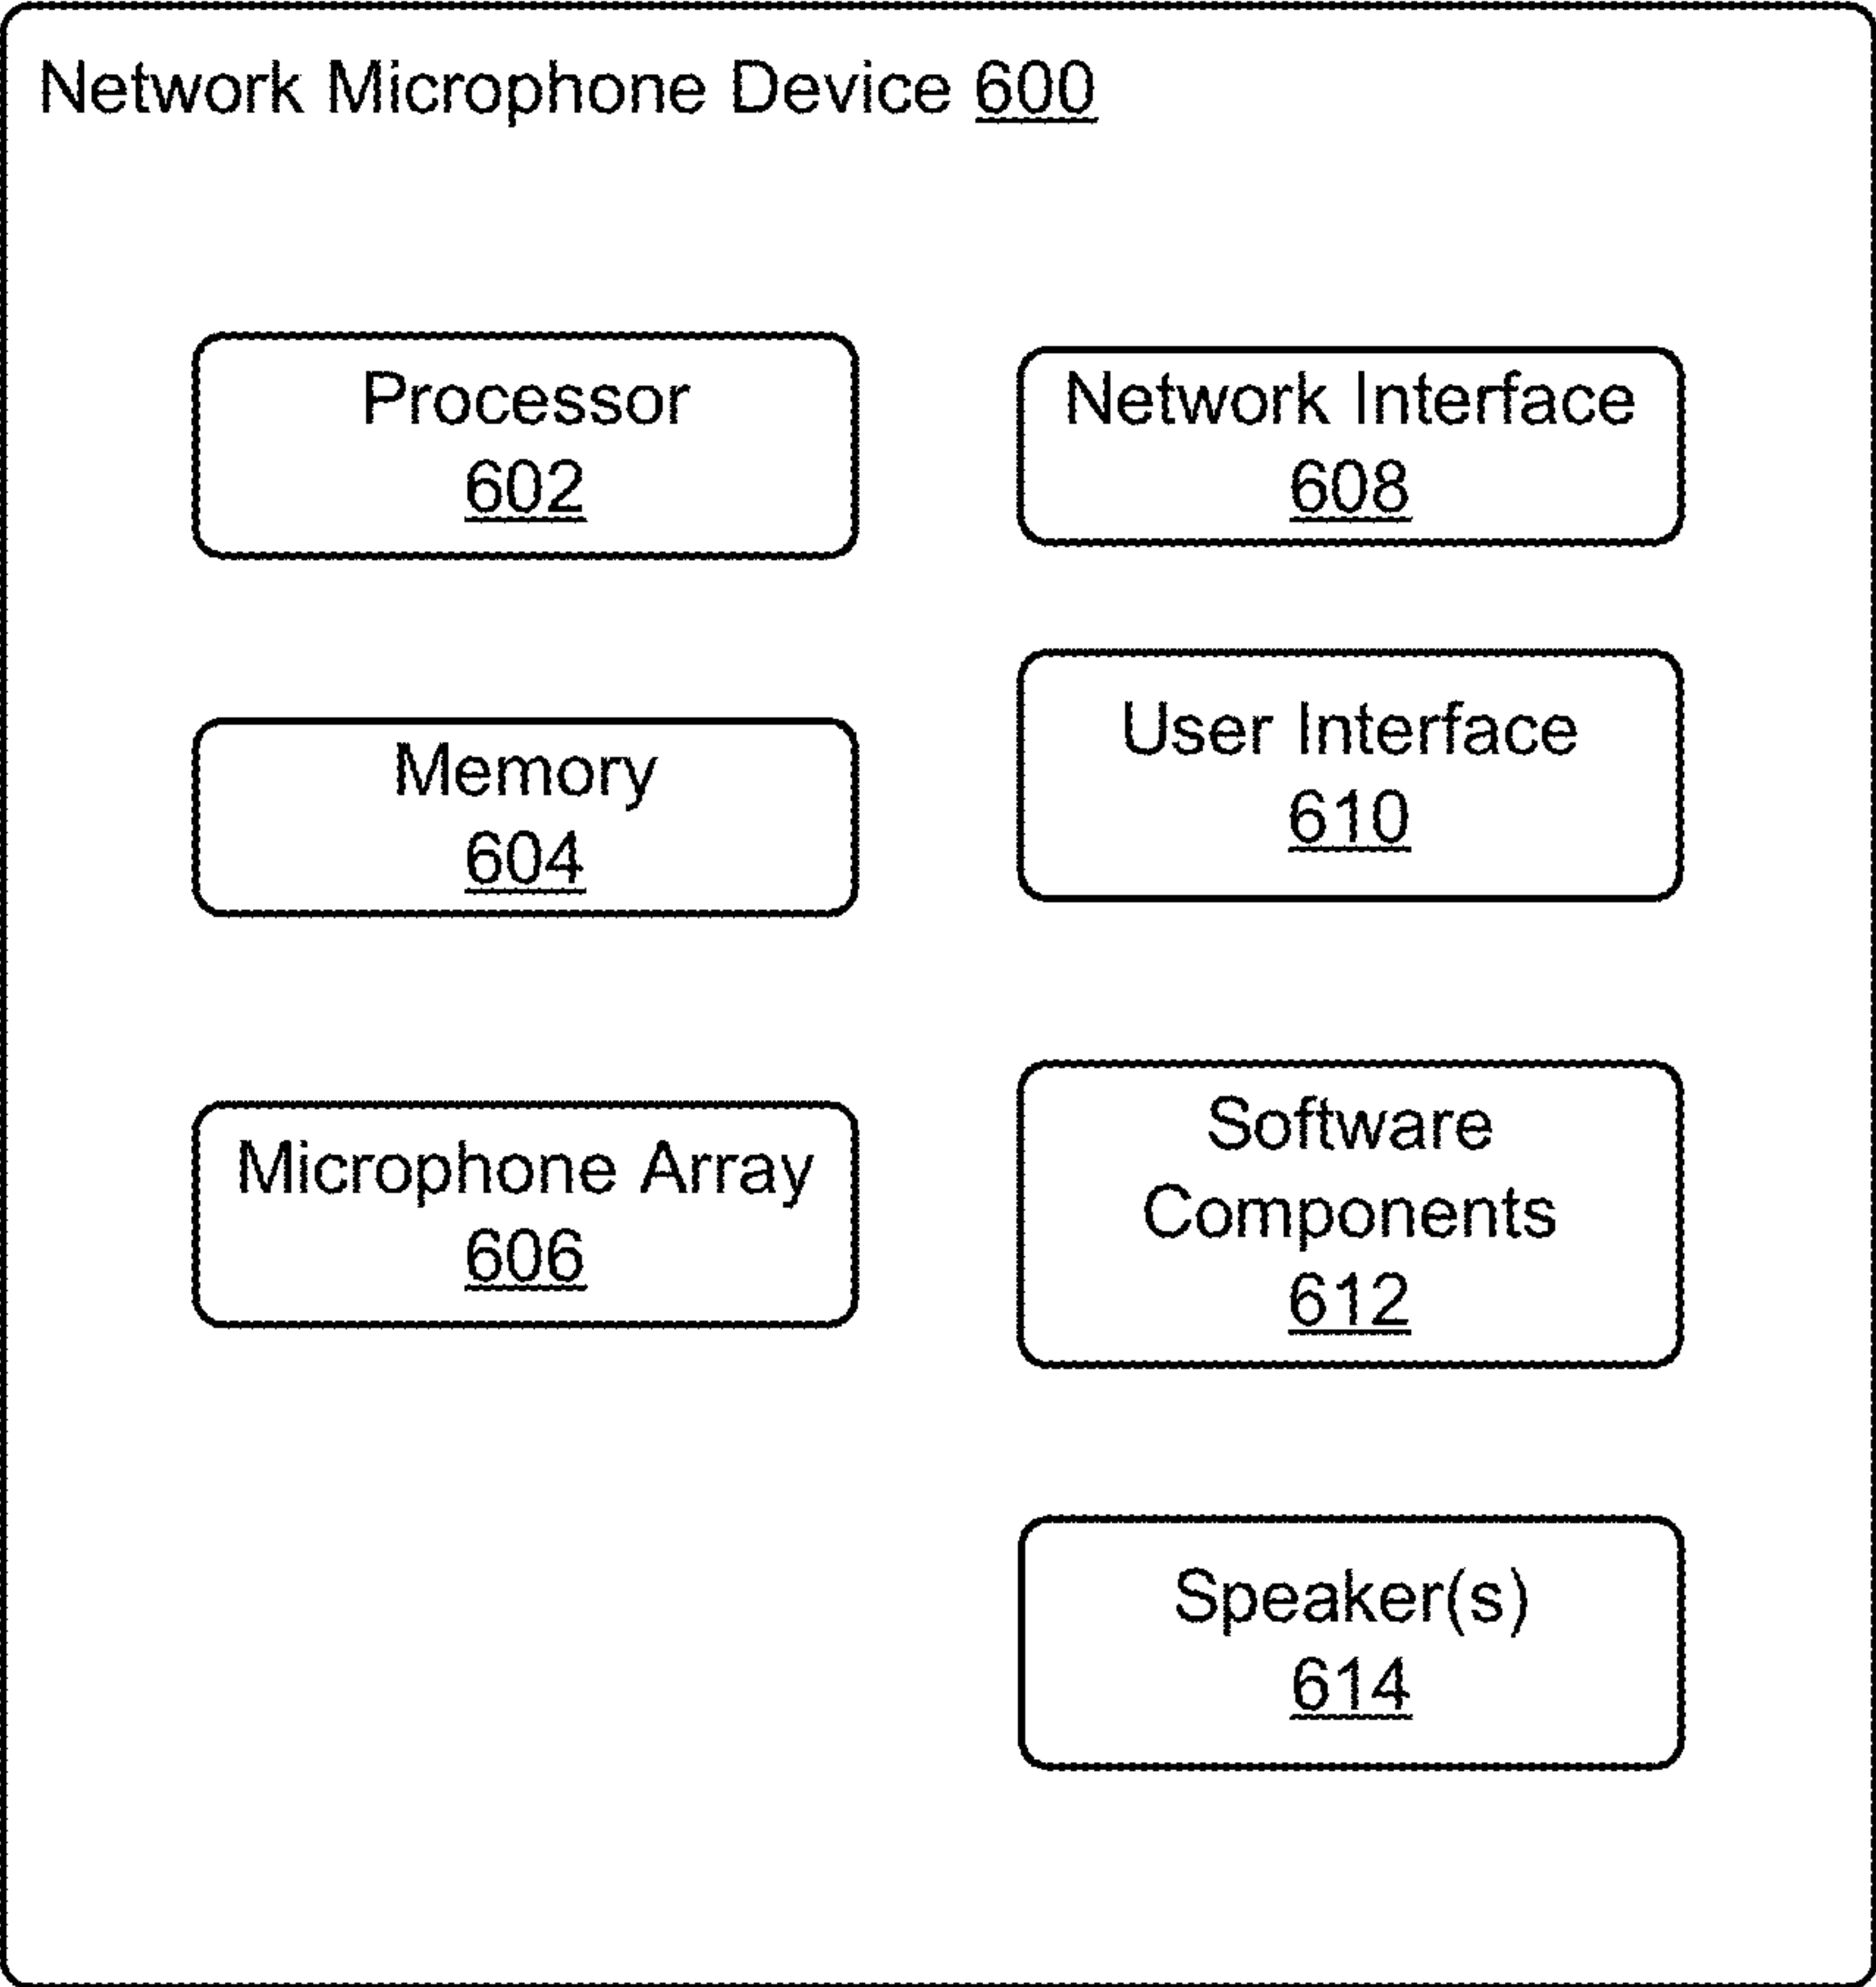 Network Microphone Device 600
Processor
602
Memory
604
Microphone Array
606
Network Interface
608
User Interface
610
Software
Components
612
Speaker(s)
614